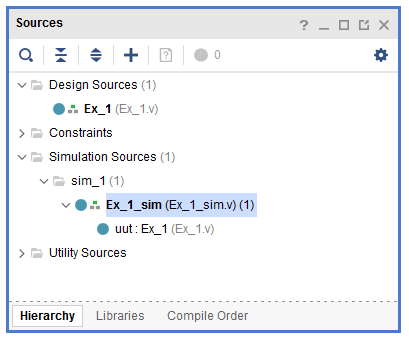 Sources
? 
0
Design Sources (1)
Ex_1 (Ex_1.v)
Constraints
Simulation Sources (1)
sim_1 (1)
Ex_1_sim (Ex_1_sim.v) (1)
uut : Ex_1 (Ex_1.v)
Utility Sources
Hierarchy Libraries Compile Order